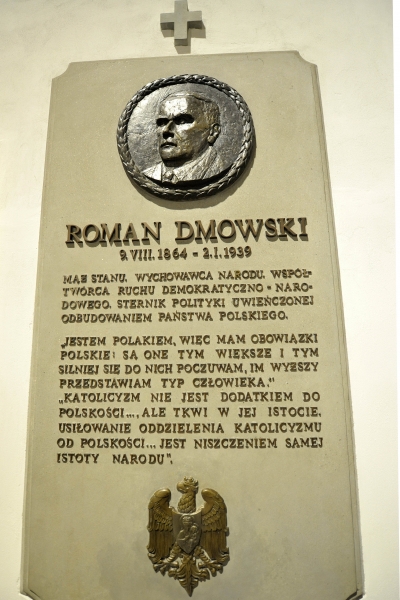 ROMAN DMOWSKI
9.VIII.1864 - 2.I.1939
MĄŻ STANU. WYCHOWAWCA NARODU. WSPÓŁ-
TWÓRCA RUCHU DEMOKRATYCZNO-NARO-
DOWEGO. STERNIK POLITYKI UWIEŃCZONEJ
ODBUDOWANIEM PAŃSTWA POLSKIEGO.
„JESTEM POLAKIEM, WIĘC MAM OBOWIĄZKI
POLSKIE: SĄ ONE TYM WIĘKSZE I TYM
SILNIEJ SIĘ DO NICH POCZUWAM, IM WYŻSZY
PRZEDSTAWIAM TYP CZŁOWIEKA."
„KATOLICYZM NIE JEST DODATKIEM DO
POLSKOŚCI..., ALE TKWI W JEJ ISTOCIE.
USIŁOWANIE ODDZIELENIA KATOLICYZMU
OD POLSKOŚCI... JEST NISZCZENIEM SAMEJ
ISTOTY NARODU".